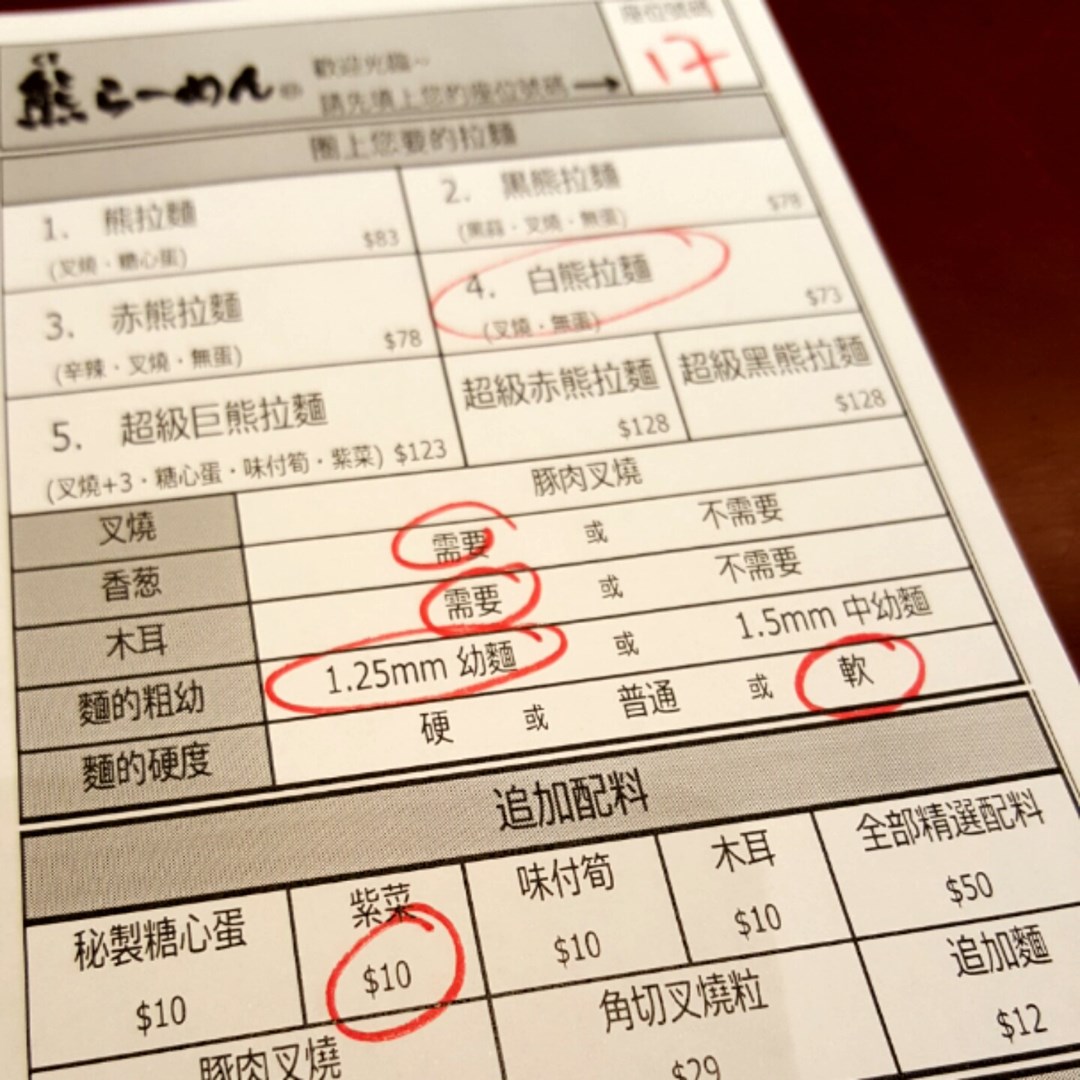 座位號碼
17
熊らーめん
歡迎光臨~
請先填上您的座位號碼→
圈上您要的拉麵
1. 熊拉麵
(叉燒·糖心蛋)
$83
2. 黑熊拉麵
(黑蒜·叉燒·無蛋)
$78
3. 赤熊拉麵
(辛辣·叉燒·無蛋)
$78
4. 白熊拉麵
(叉燒·無蛋)
$73
5. 超級巨熊拉麵
(叉燒+3·糖心蛋·味付筍·紫菜) $123
超級赤熊拉麵
$128
超級黑熊拉麵
$128
叉燒
豚肉叉燒
香葱
需要 或 不需要
木耳
需要 或 不需要
麵的粗幼
1.25mm 幼麵 或 1.5mm 中幼麵
麵的硬度
硬 或 普通 或 軟
追加配料
秘製糖心蛋
$10
紫菜
$10
味付筍
$10
木耳
$10
全部精選配料
$50
豚肉叉燒
角切叉燒粒
$29
追加麵
$12